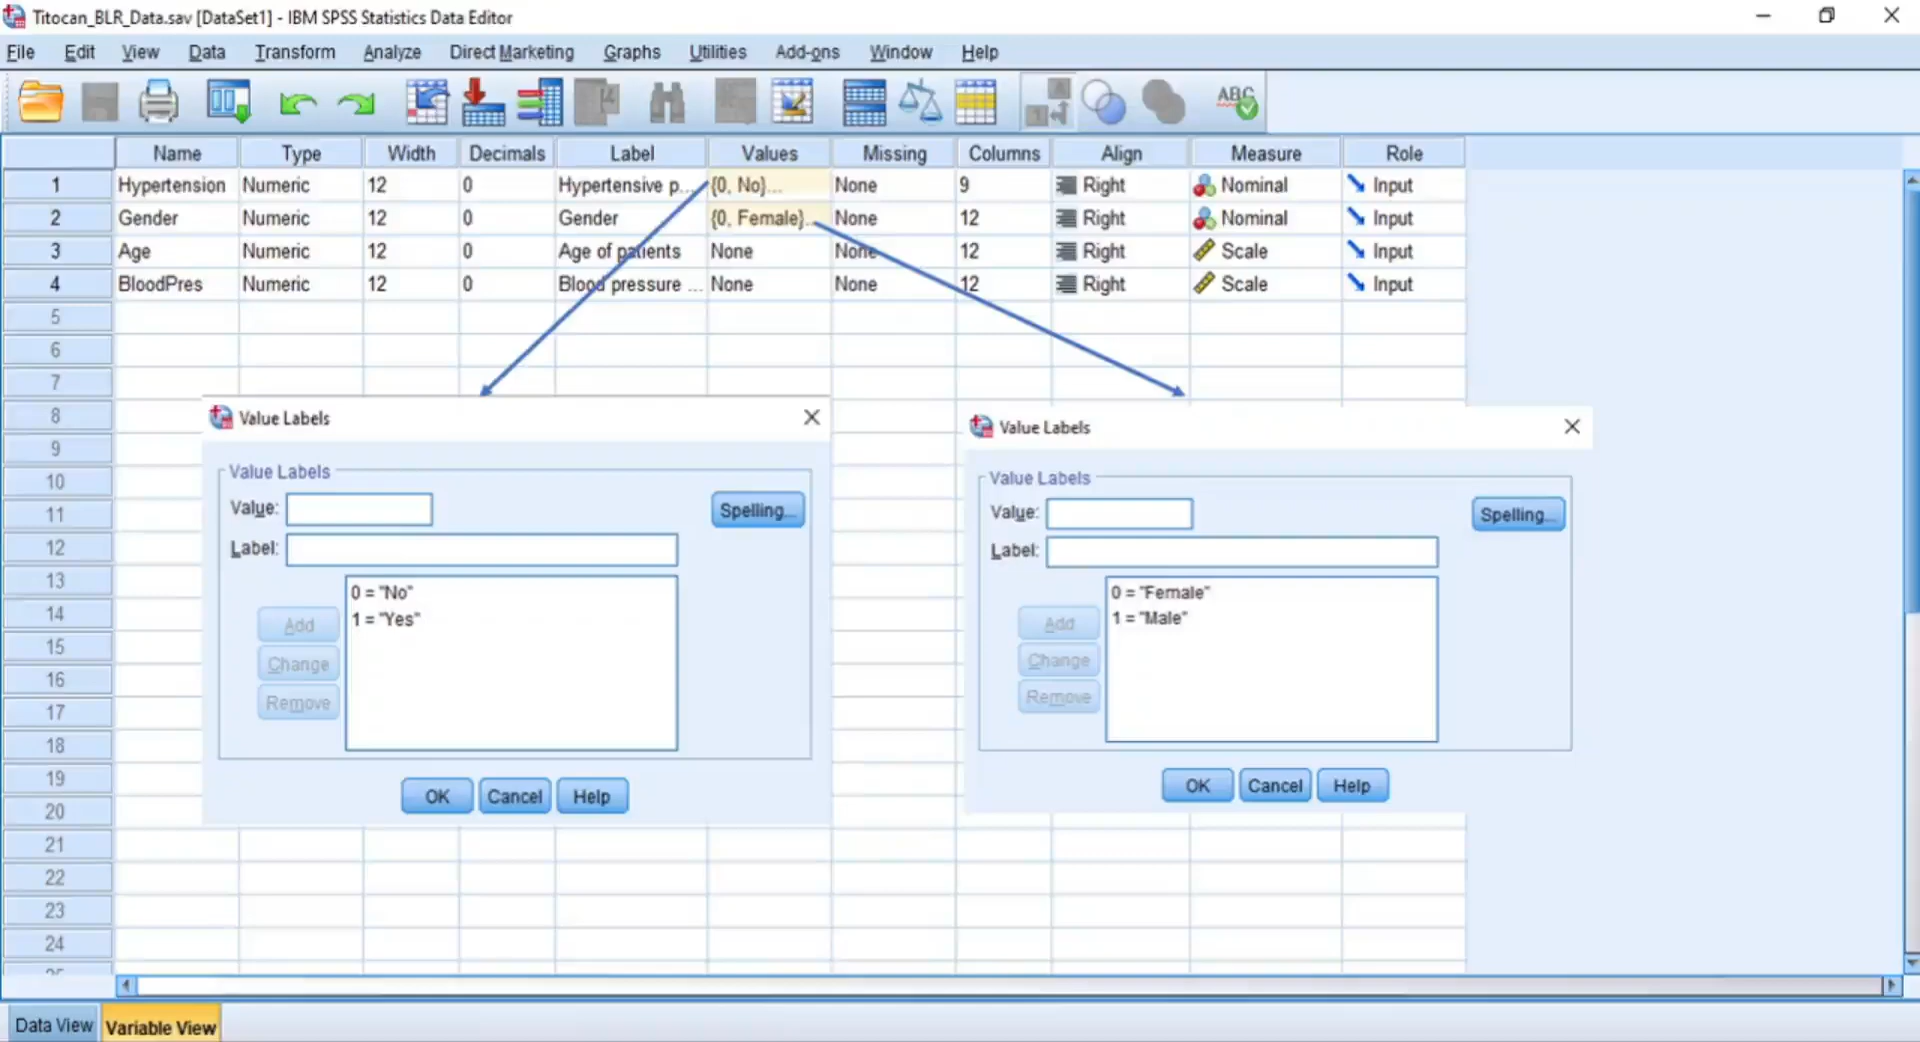 Titocan_BLR_Data.sav [DataSet1] - IBM SPSS Statistics Data Editor
File Edit View Data Transform Analyze Direct Marketing Graphs Utilities Add-ons Window Help
ABC
Name Type Width Decimals Label Values Missing Columns Align Measure Role
1 Hypertension Numeric 12 0 Hypertensive p... {0, No}... None 9 Right Nominal Input
2 Gender Numeric 12 0 Gender {0, Female}... None 12 Right Nominal Input
3 Age Numeric 12 0 Age of patients None None 12 Right Scale Input
4 BloodPres Numeric 12 0 Blood pressure ... None None 12 Right Scale Input
5
6
7
8
9
10
11
12
13
14
15
16
17
18
19
20
21
22
23
24
Value Labels
Value Labels
Value:
Spelling...
Label:
0 = "No"
1 = "Yes"
Add
Change
Remove
OK Cancel Help
Value Labels
Value Labels
Value:
Spelling...
Label:
0 = "Female"
1 = "Male"
Add
Change
Remove
OK Cancel Help
Data View Variable View